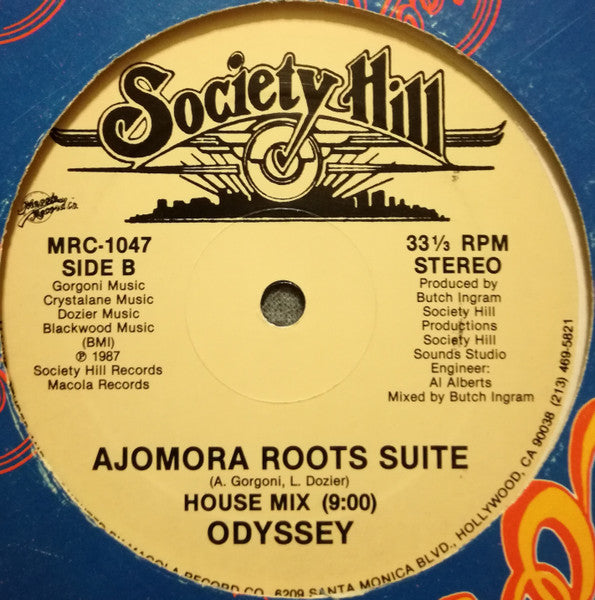 Society Hill
Macola
Record Co.
MRC-1047
SIDE B
Gorgoni Music
Crystalane Music
Dozier Music
Blackwood Music
(BMI)
℗ 1987
Society Hill Records
Macola Records
33⅓ RPM
STEREO
Produced by
Butch Ingram
Society Hill
Productions
Society Hill
Sounds Studio
Engineer:
Al Alberts
Mixed by Butch Ingram
AJOMORA ROOTS SUITE
(A. Gorgoni, L. Dozier)
HOUSE MIX (9:00)
ODYSSEY
BY MACOLA RECORD CO., 6209 SANTA MONICA BLVD., HOLLYWOOD, CA 90038 (213) 469-5821